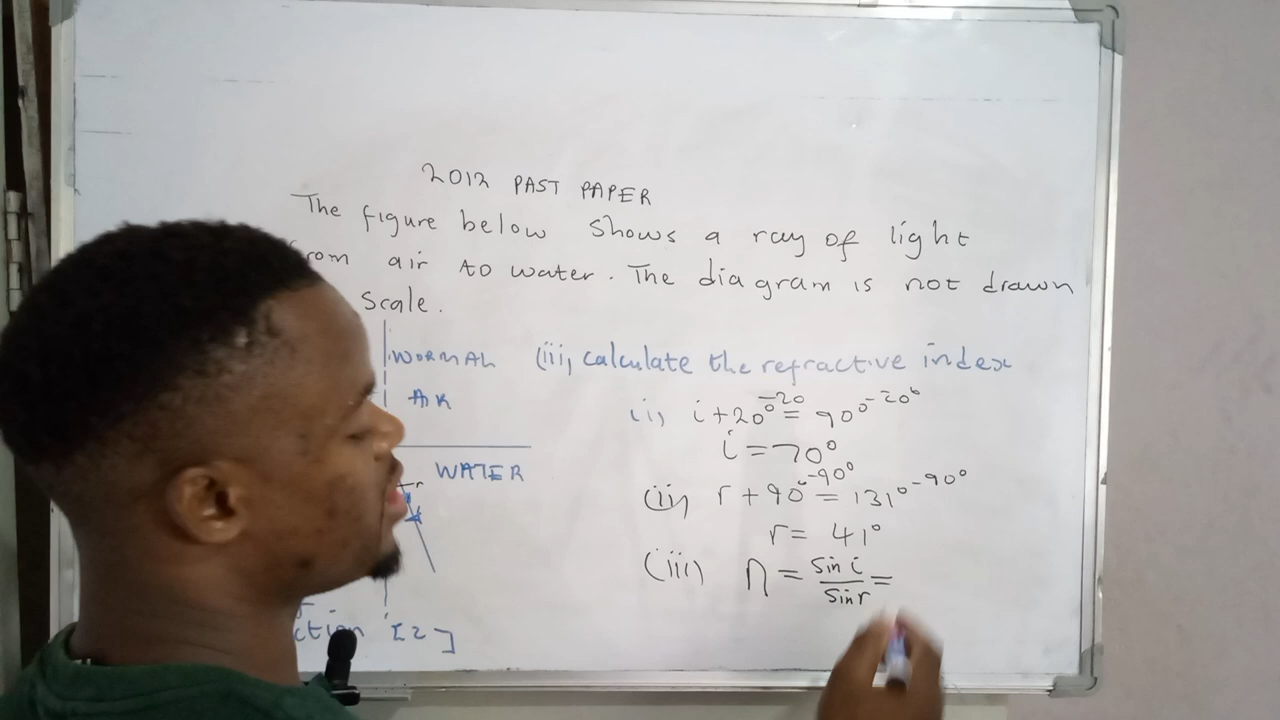 2012 PAST PAPER
The figure below shows a ray of light
rom air to water. The diagram is not drawn
Scale.
NORMAL
(iii, calculate the refractive index
AIR
WATER
r
ction [2]
i, i + 20° -20 = 90° -20°
i = 70°
(ii, r + 90° -90° = 131° -90°
r = 41°
(iii) n = sin i / sin r =